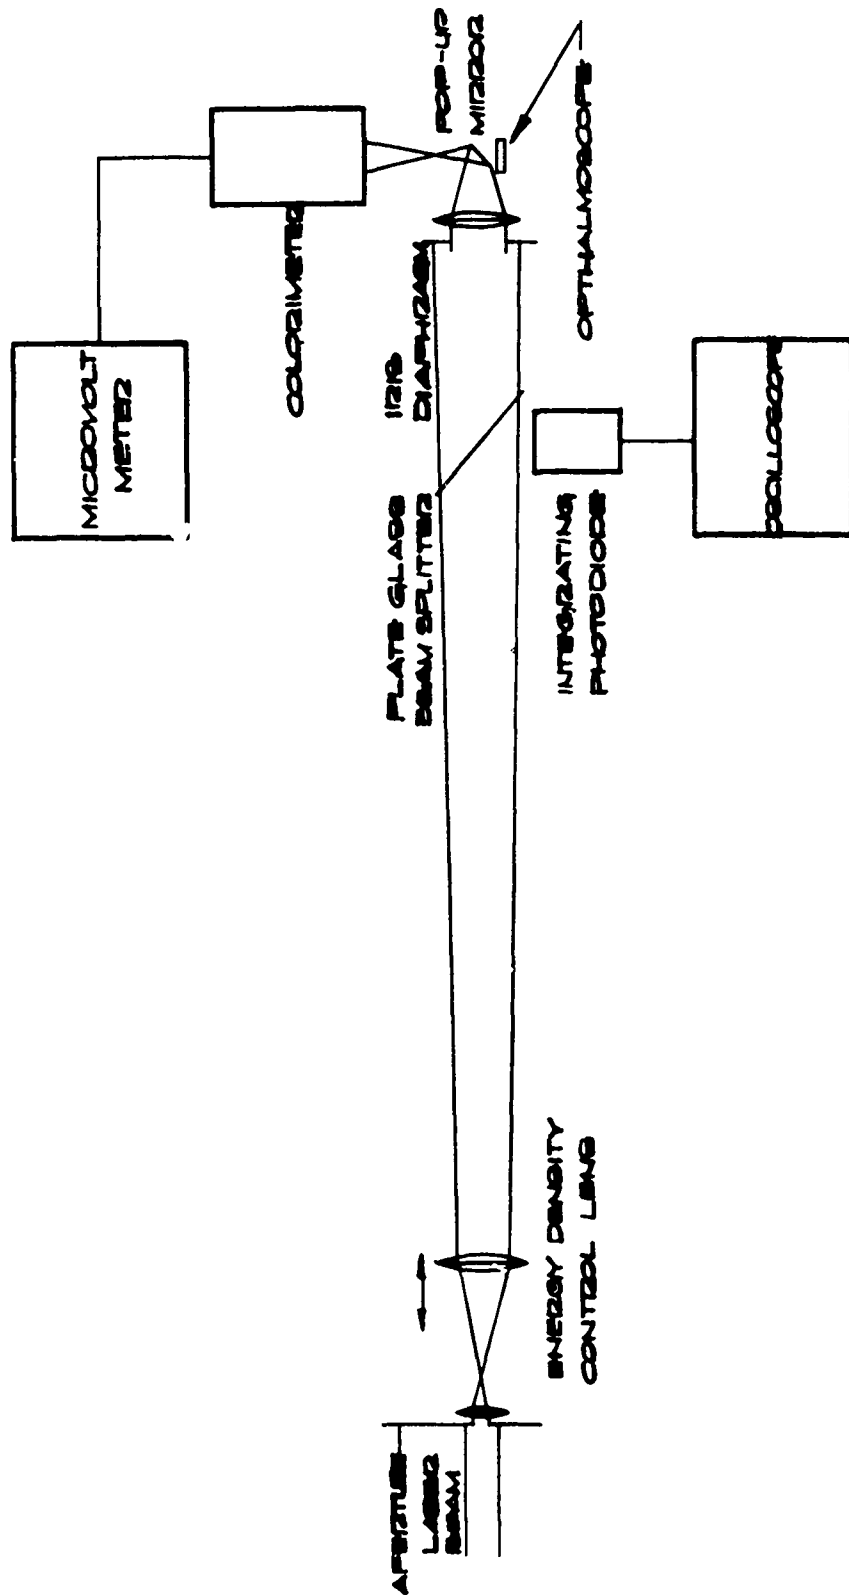 MICROVOLT
METER
COLORIMETER
POP-UP
MIRROR
IRIS
DIAPHRAGM
OPTHALMOSCOPE
PLATE GLASS
BEAM SPLITTER
INTEGRATING
PHOTODIODE
OSCILLOSCOPE
ENERGY DENSITY
CONTROL LENS
APERTURE
LASER
BEAM